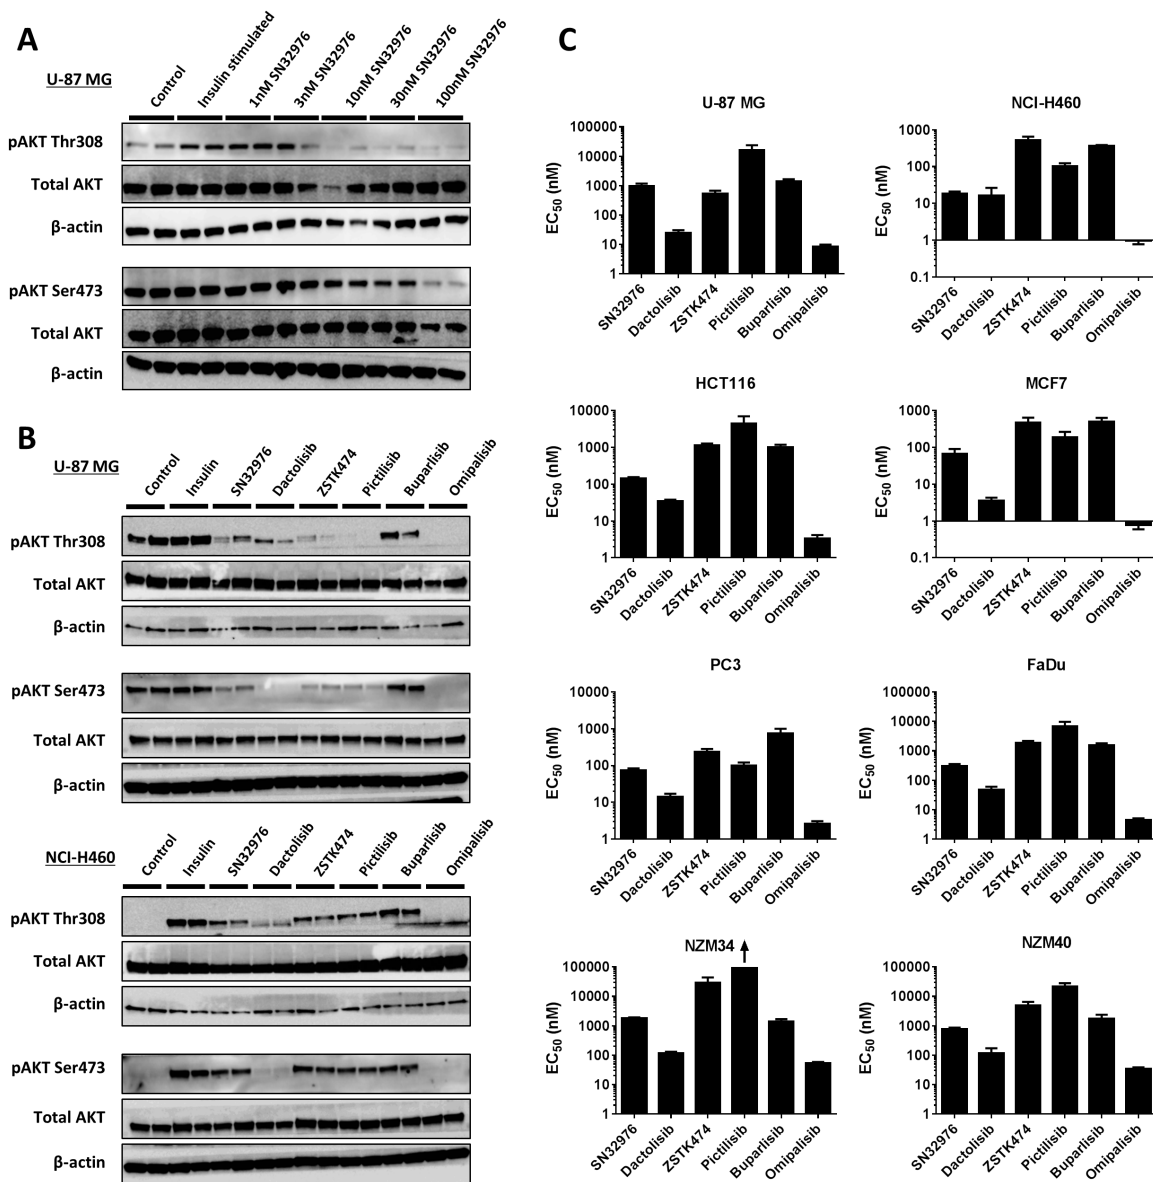 A
U-87 MG
Control
Insulin stimulated
1nM SN32976
3nM SN32976
10nM SN32976
30nM SN32976
100nM SN32976
pAKT Thr308
Total AKT
β-actin
pAKT Ser473
Total AKT
β-actin
B
U-87 MG
Control
Insulin
SN32976
Dactolisib
ZSTK474
Pictilisib
Buparlisib
Omipalisib
pAKT Thr308
Total AKT
β-actin
pAKT Ser473
Total AKT
β-actin
NCI-H460
Control
Insulin
SN32976
Dactolisib
ZSTK474
Pictilisib
Buparlisib
Omipalisib
pAKT Thr308
Total AKT
β-actin
pAKT Ser473
Total AKT
β-actin
C
U-87 MG
EC50 (nM)
100000
10000
1000
100
10
1
SN32976
Dactolisib
ZSTK474
Pictilisib
Buparlisib
Omipalisib
NCI-H460
EC50 (nM)
1000
100
10
1
0.1
SN32976
Dactolisib
ZSTK474
Pictilisib
Buparlisib
Omipalisib
HCT116
EC50 (nM)
10000
1000
100
10
1
SN32976
Dactolisib
ZSTK474
Pictilisib
Buparlisib
Omipalisib
MCF7
EC50 (nM)
1000
100
10
1
0.1
SN32976
Dactolisib
ZSTK474
Pictilisib
Buparlisib
Omipalisib
PC3
EC50 (nM)
10000
1000
100
10
1
SN32976
Dactolisib
ZSTK474
Pictilisib
Buparlisib
Omipalisib
FaDu
EC50 (nM)
100000
10000
1000
100
10
1
SN32976
Dactolisib
ZSTK474
Pictilisib
Buparlisib
Omipalisib
NZM34
EC50 (nM)
100000
10000
1000
100
10
1
SN32976
Dactolisib
ZSTK474
Pictilisib
Buparlisib
Omipalisib
NZM40
EC50 (nM)
100000
10000
1000
100
10
1
SN32976
Dactolisib
ZSTK474
Pictilisib
Buparlisib
Omipalisib